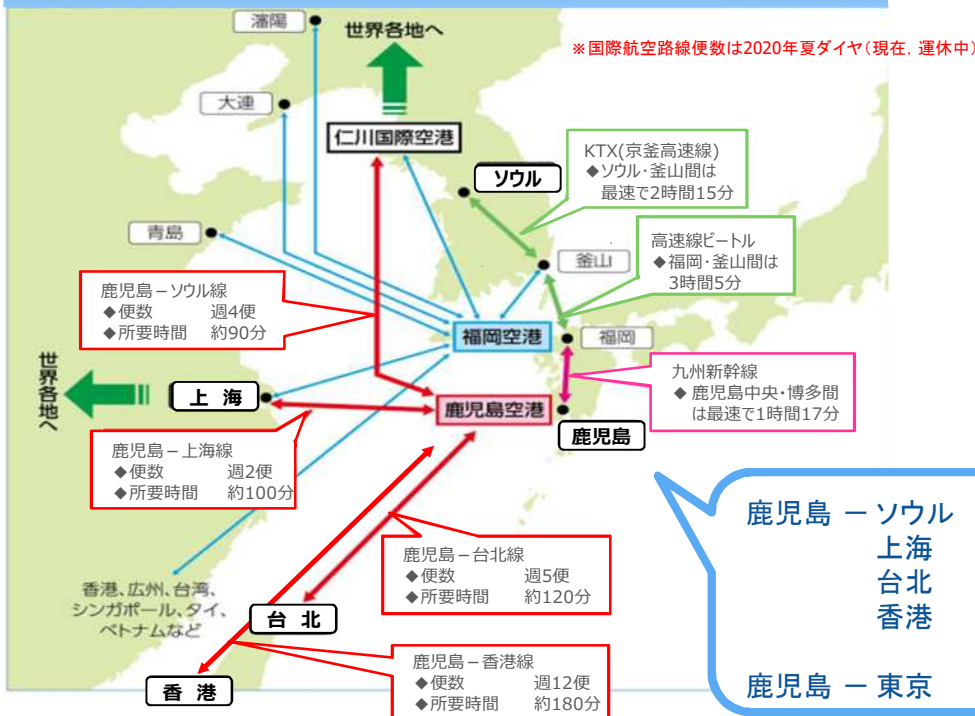 瀋陽
世界各地へ
※国際航空路線便数は2020年夏ダイヤ(現在，運休中)
大連
仁川国際空港
KTX(京釜高速線)
◆ソウル・釜山間は
最速で2時間15分
ソウル
青島
釜山
高速線ビートル
◆福岡・釜山間は
3時間5分
鹿児島－ソウル線
◆便数 週4便
◆所要時間 約90分
福岡空港
福岡
世界各地へ
上 海
九州新幹線
◆ 鹿児島中央・博多間
は最速で1時間17分
鹿児島空港
鹿児島
鹿児島－上海線
◆便数 週2便
◆所要時間 約100分
鹿児島 － ソウル
上海
台北
香港
鹿児島 － 東京
鹿児島－台北線
◆便数 週5便
◆所要時間 約120分
香港、広州、台湾、
シンガポール、タイ、
ベトナムなど
台 北
鹿児島－香港線
◆便数 週12便
◆所要時間 約180分
香 港